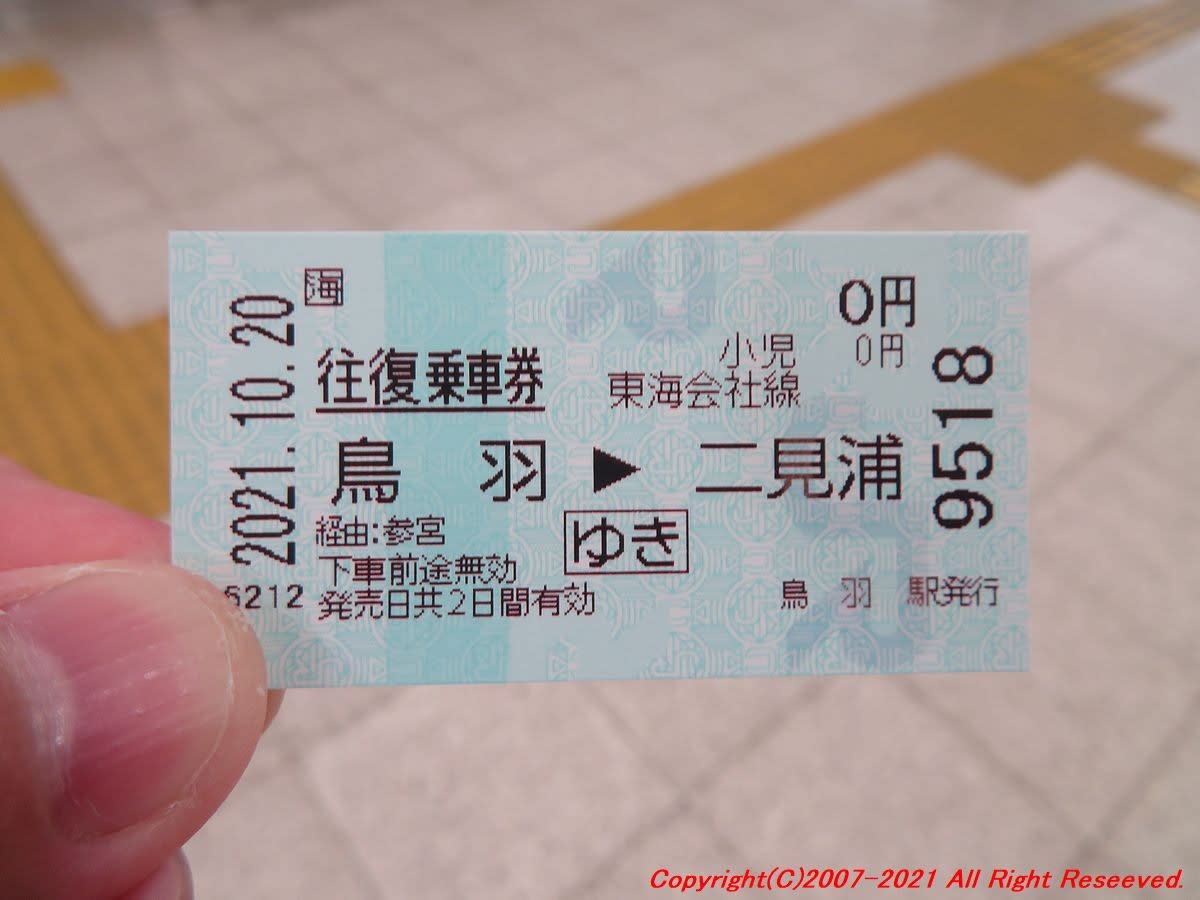 2021.10.20
海
0円
小児 0円
往復乗車券
東海会社線
鳥 羽 ▶ 二見浦
9518
経由:参宮
ゆき
下車前途無効
6212
発売日共2日間有効
鳥 羽 駅発行
Copyright(C)2007-2021 All Right Reseeved.